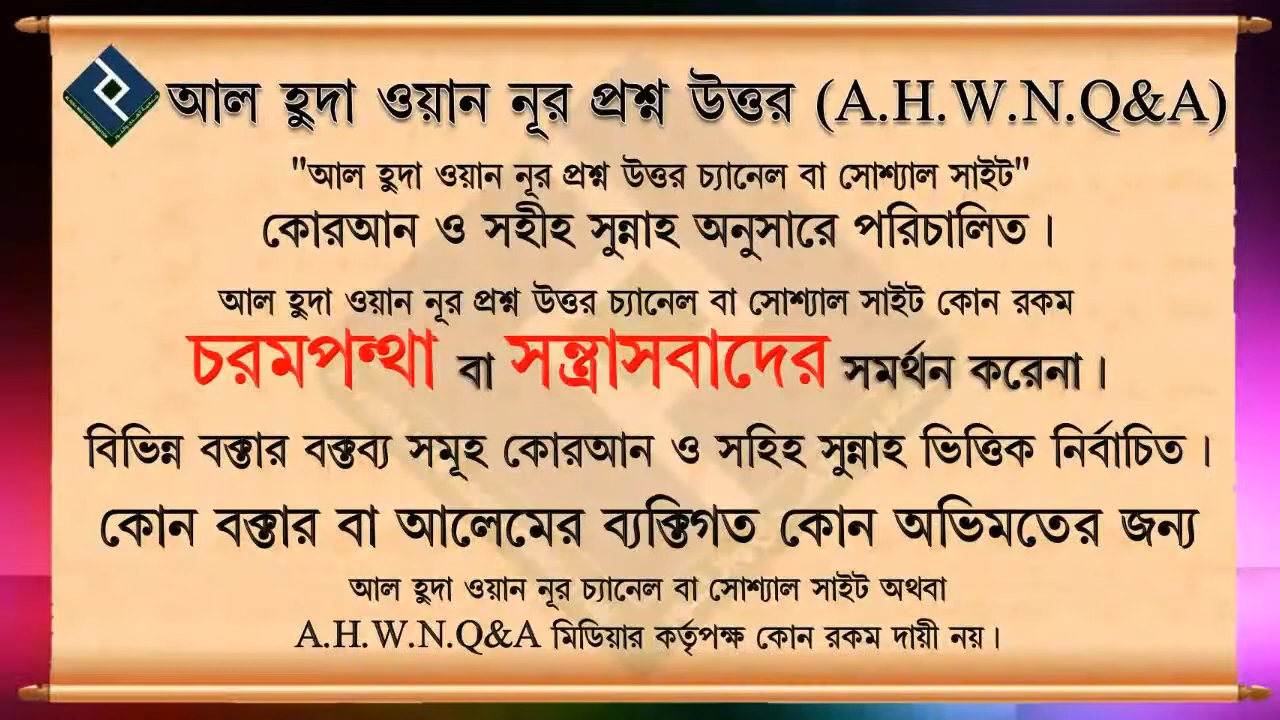 আল হুদা ওয়ান নূর প্রশ্ন উত্তর (A.H.W.N.Q&A)
"আল হুদা ওয়ান নূর প্রশ্ন উত্তর চ্যানেল বা সোশ্যাল সাইট"
কোরআন ও সহীহ সুন্নাহ অনুসারে পরিচালিত।
আল হুদা ওয়ান নূর প্রশ্ন উত্তর চ্যানেল বা সোশ্যাল সাইট কোন রকম
চরমপন্থা বা সন্ত্রাসবাদের সমর্থন করেনা।
বিভিন্ন বক্তার বক্তব্য সমূহ কোরআন ও সহিহ সুন্নাহ ভিত্তিক নির্বাচিত।
কোন বক্তার বা আলেমের ব্যক্তিগত কোন অভিমতের জন্য
আল হুদা ওয়ান নূর চ্যানেল বা সোশ্যাল সাইট অথবা
A.H.W.N.Q&A মিডিয়ার কর্তৃপক্ষ কোন রকম দায়ী নয়।